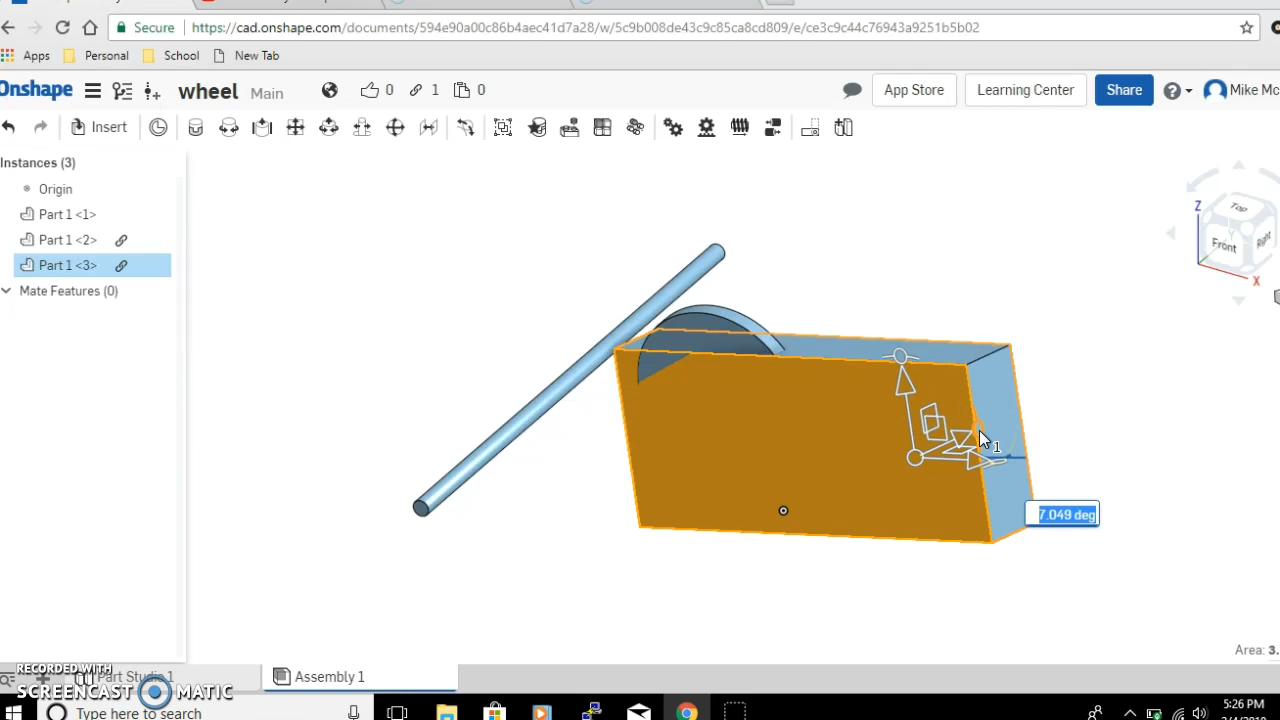 Secure https://cad.onshape.com/documents/594e90a00c86b4aec41d7a28/w/5c9b008de43c9c85ca8cd809/e/ce3c9c44c76943a9251b5b02
Apps Personal School New Tab
Onshape wheel Main 0 1 0 App Store Learning Center Share Mike Mc
Insert
Instances (3)
Origin
Part 1 <1>
Part 1 <2>
Part 1 <3>
Mate Features (0)
Top
Z
Front
Right
X
1
7.049 deg
Area: 3.
RECORDED WITH
Part Studio 1
Assembly 1
SCREENCAST MATIC
Type here to search
5:26 PM